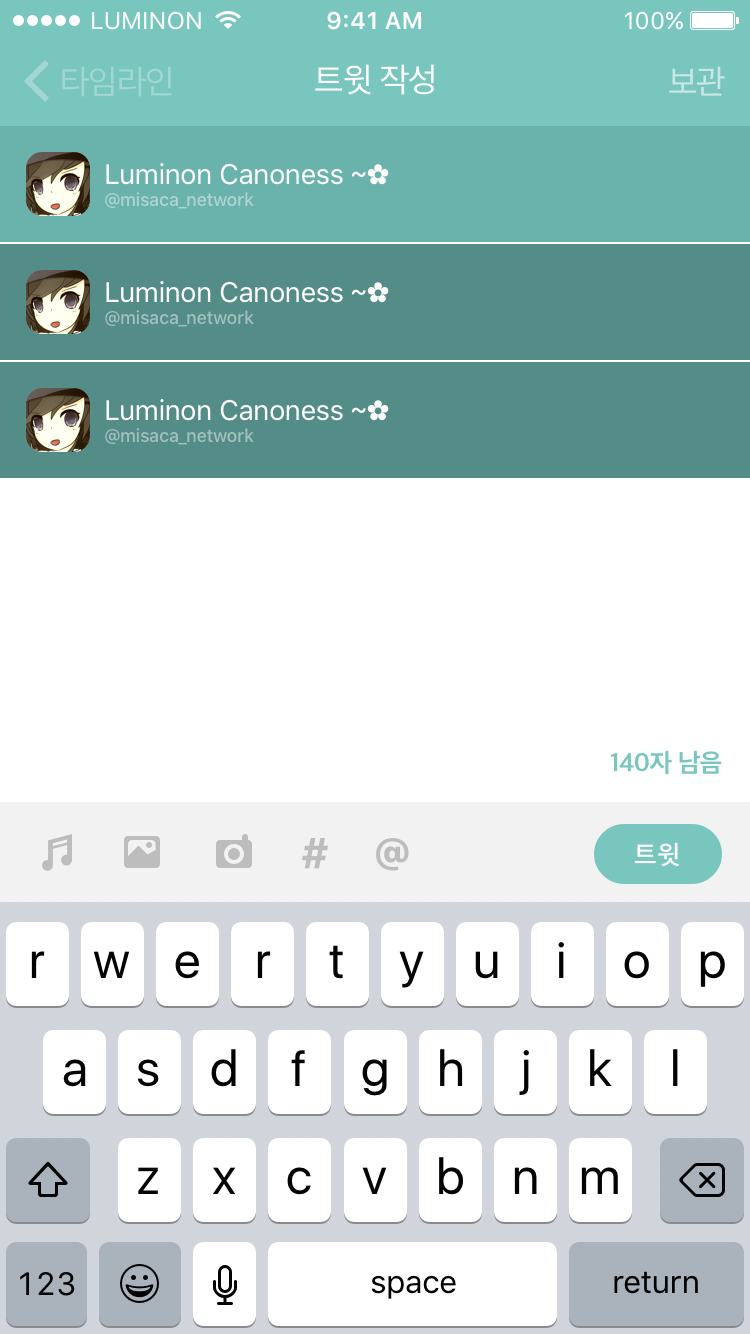 LUMINON 9:41 AM 100%
타임라인 트윗 작성 보관
Luminon Canoness ~✿
@misaca_network
Luminon Canoness ~✿
@misaca_network
Luminon Canoness ~✿
@misaca_network
140자 남음
# @ 트윗
r w e r t y u i o p
a s d f g h j k l
z x c v b n m
123 space return